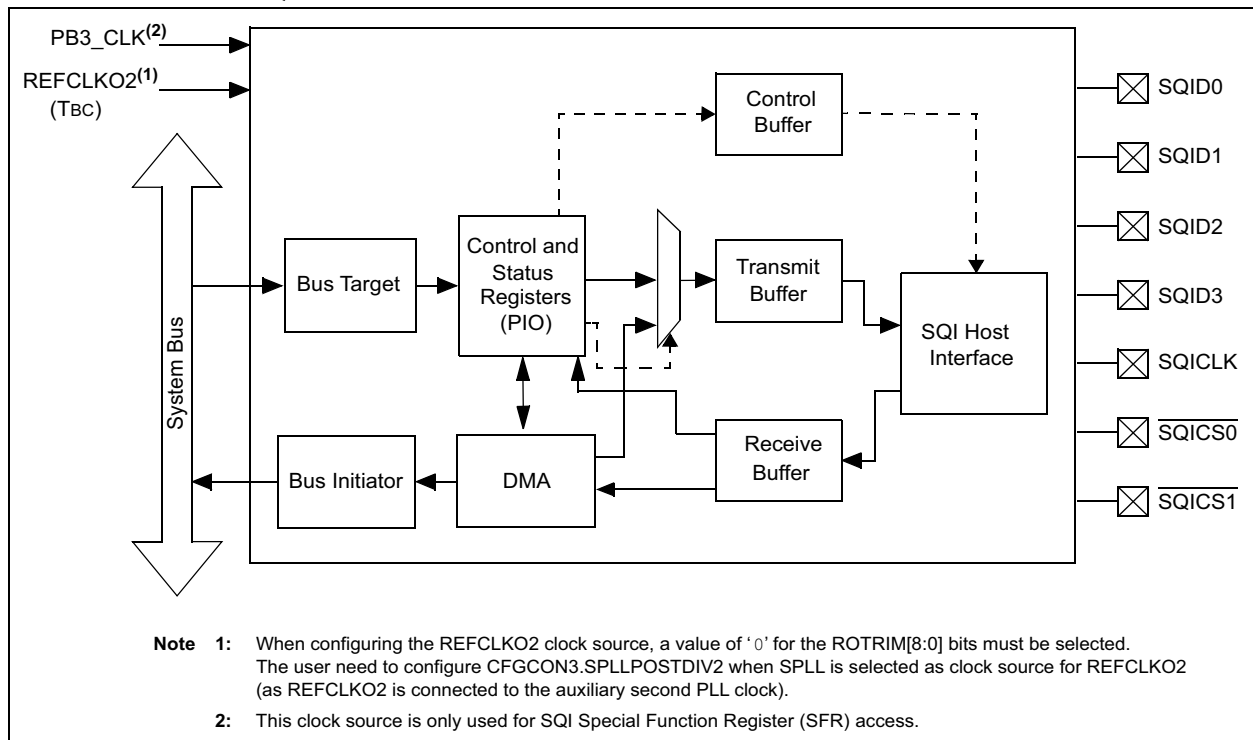 PB3_CLK(2)
REFCLKO2(1)
(TBC)
System Bus
Bus Target
Control and
Status
Registers
(PIO)
Control
Buffer
Transmit
Buffer
SQI Host
Interface
Receive
Buffer
DMA
Bus Initiator
SQID0
SQID1
SQID2
SQID3
SQICLK
SQICS0
SQICS1
Note 1: When configuring the REFCLKO2 clock source, a value of ‘0’ for the ROTRIM[8:0] bits must be selected.
The user need to configure CFGCON3.SPLLPOSTDIV2 when SPLL is selected as clock source for REFCLKO2
(as REFCLKO2 is connected to the auxiliary second PLL clock).
2: This clock source is only used for SQI Special Function Register (SFR) access.